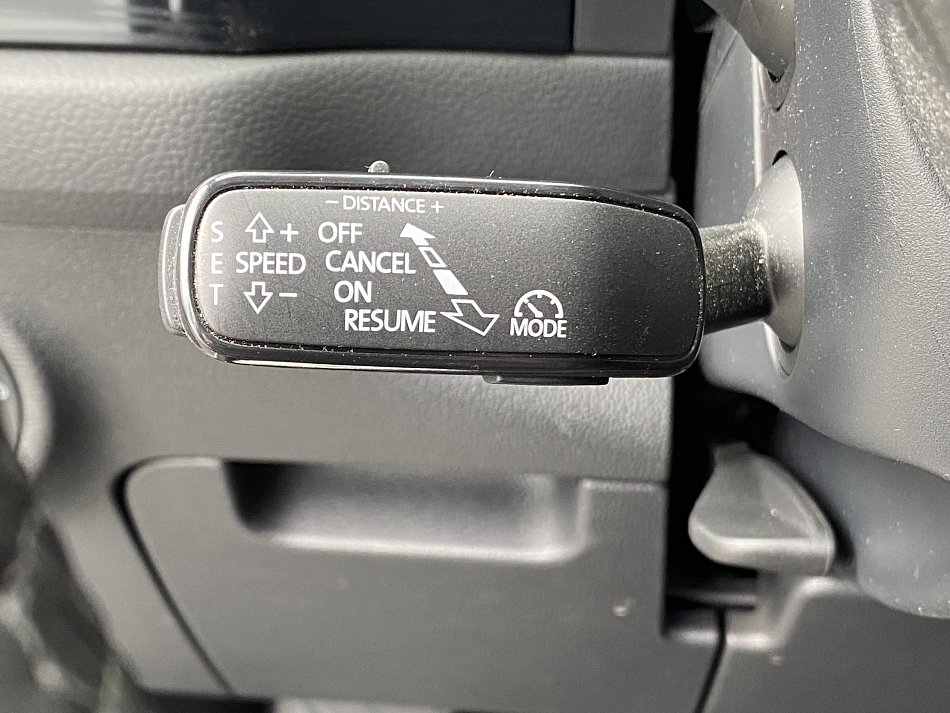 − DISTANCE +
S + OFF
E SPEED CANCEL
T − ON
RESUME
MODE